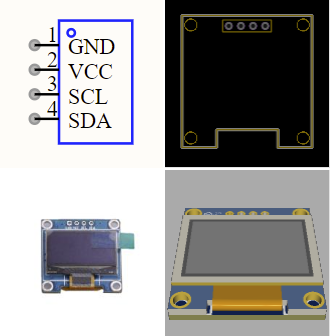 1 GND
2 VCC
3 SCL
4 SDA